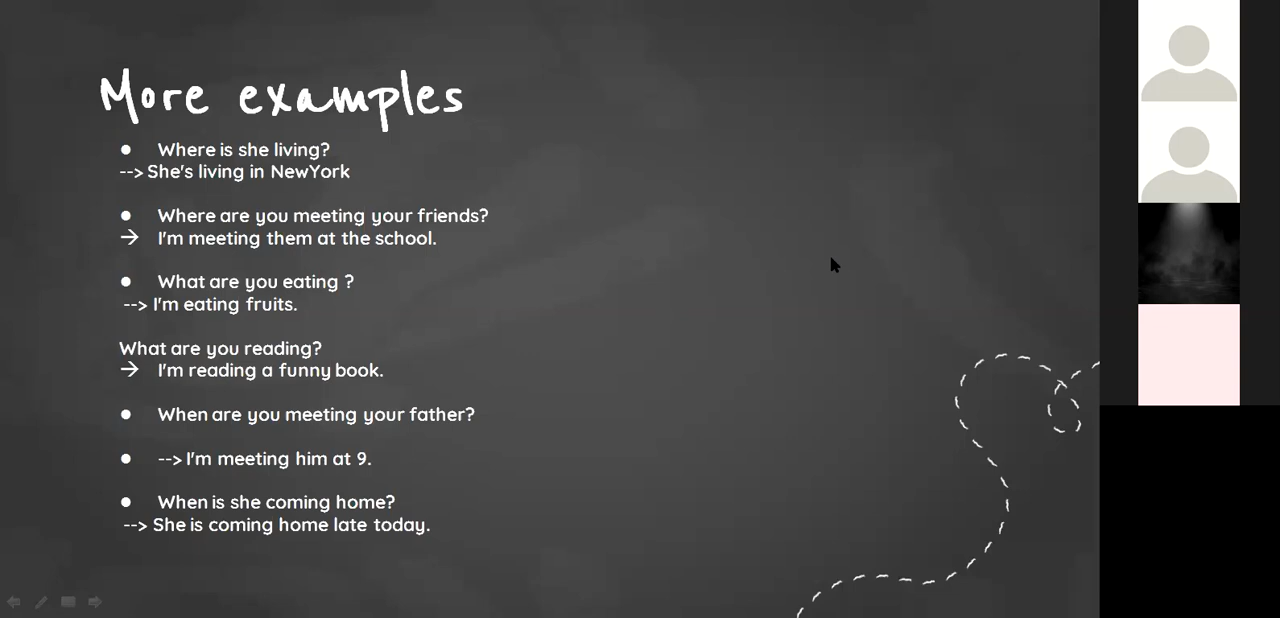 More examples
● Where is she living?
--> She's living in NewYork
● Where are you meeting your friends?
→ I'm meeting them at the school.
● What are you eating ?
--> I'm eating fruits.
What are you reading?
→ I'm reading a funny book.
● When are you meeting your father?
● --> I'm meeting him at 9.
● When is she coming home?
--> She is coming home late today.